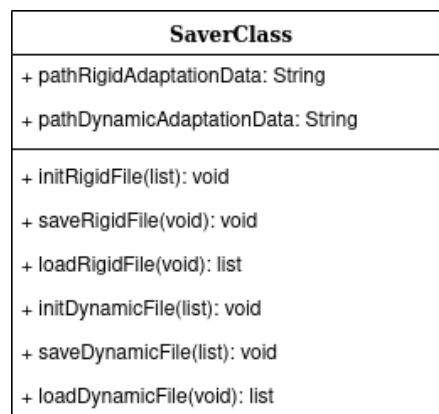 SaverClass
+ pathRigidAdaptationData: String
+ pathDynamicAdaptationData: String
+ initRigidFile(list): void
+ saveRigidFile(void): void
+ loadRigidFile(void): list
+ initDynamicFile(list): void
+ saveDynamicFile(list): void
+ loadDynamicFile(void): list